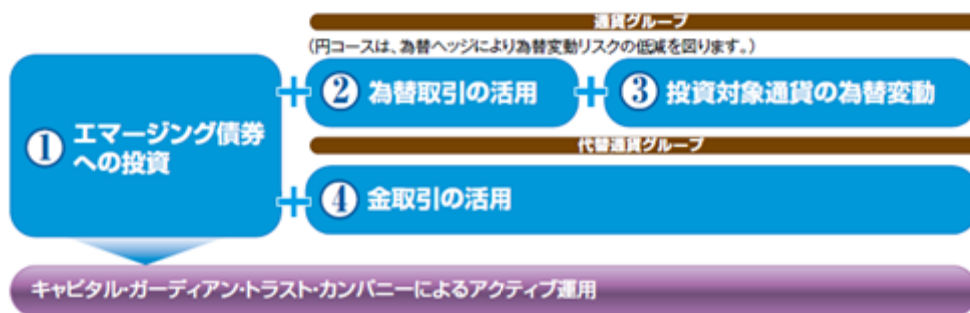 通貨グループ
(円コースは、為替ヘッジにより為替変動リスクの低減を図ります。)
① エマージング債券
への投資
+ ② 為替取引の活用 + ③ 投資対象通貨の為替変動
代替通貨グループ
+ ④ 金取引の活用
キャピタル・ガーディアン・トラスト・カンパニーによるアクティブ運用